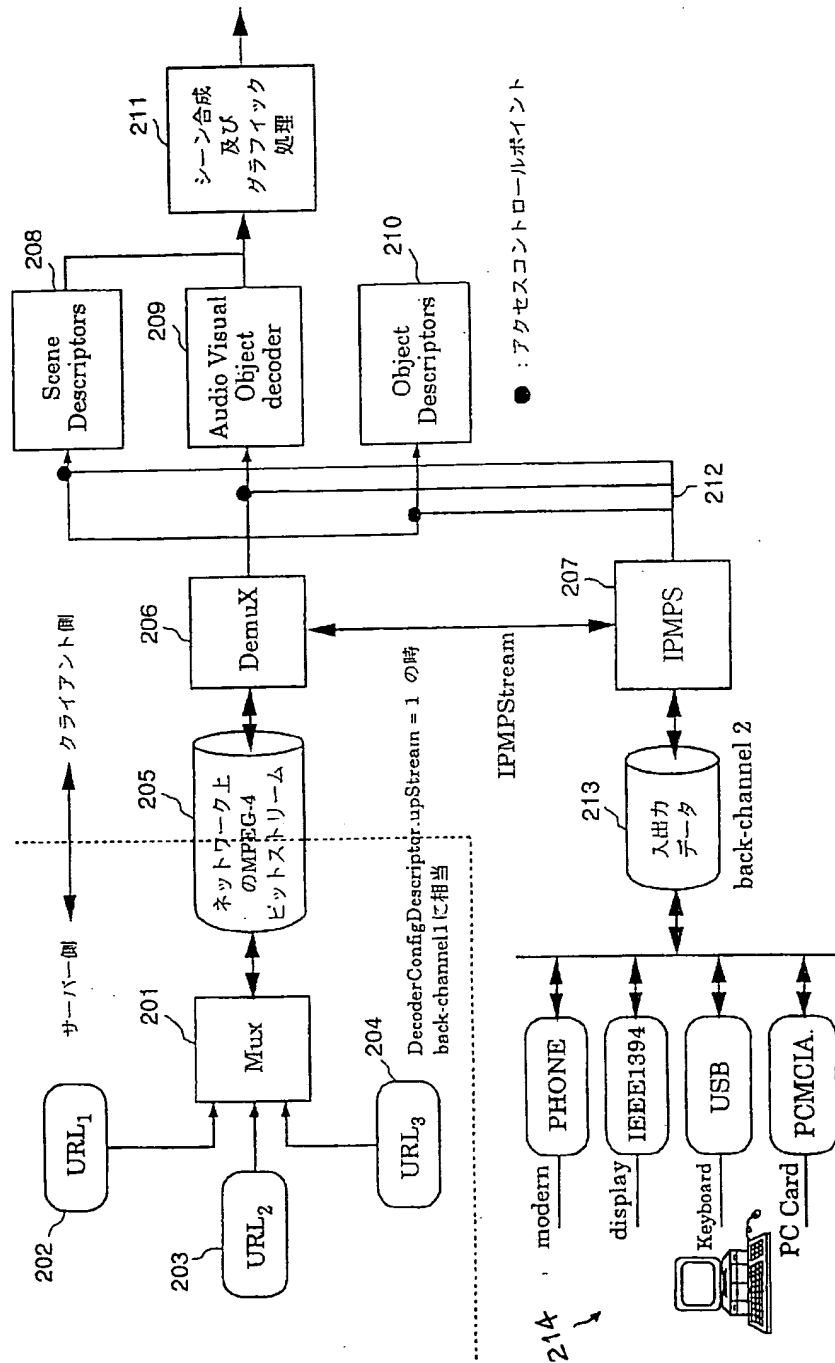 サーバー側
クライアント側
202
URL1
203
URL2
204
URL3
201
Mux
205
ネットワーク上
のMPEG-4
ビットストリーム
206
DemuX
208
Scene
Descriptors
209
Audio Visual
Object
decoder
210
Object
Descriptors
211
シーン合成
及び
グラフィック
処理
DecoderConfigDescriptor.upStream = 1 の時
back-channel1に相当
IPMPStream
207
IPMPS
212
●:アクセスコントロールポイント
213
入出力
データ
back-channel 2
214
modern
PHONE
display
IEEE1394
Keyboard
USB
PC Card
PCMCIA.